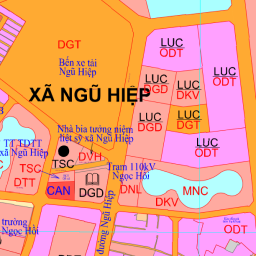 DGT
LUC
ODT
Bến xe tải
Ngũ Hiệp
LUC
ODT
LUC
DGD
LUC
DKV
XÃ NGŨ HIỆP
LUC
DGD
LUC
DGT
Nhà bia tưởng niệm
liệt sỹ xã Ngũ Hiệp
TT TDTT
xã Ngũ Hiệp
LUC
ODT
DVH
TSC
Trạm 110kV
Ngọc Hồi
TSC
DTT
CAN
DGD
DNL
MNC
DKV
trường
Ngọc Hồi
đường Ngũ Hiệp
ODT